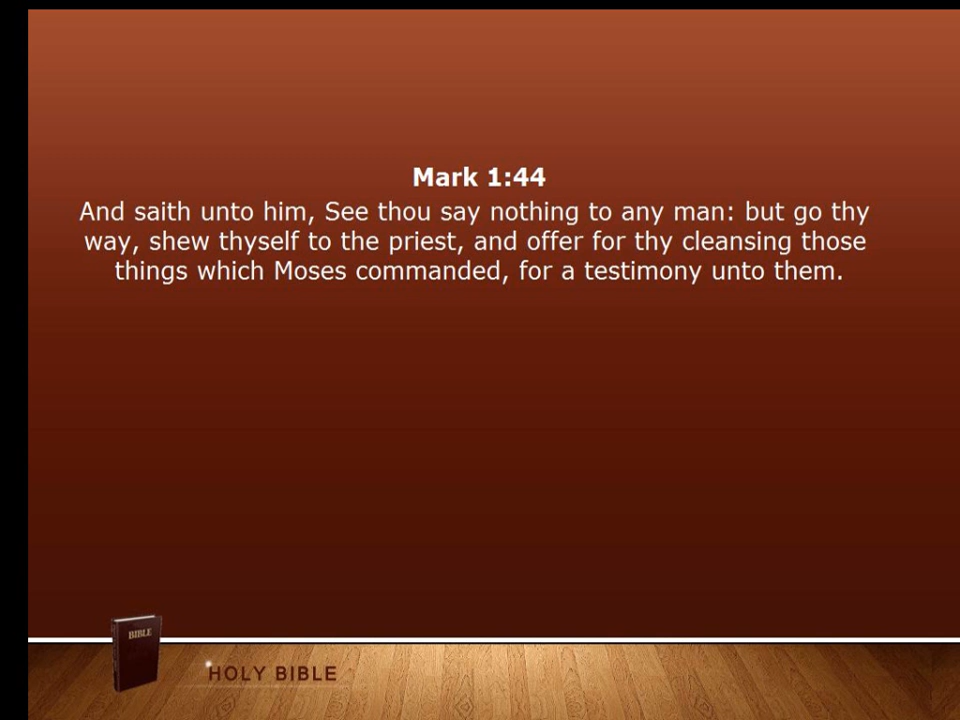 Mark 1:44
And saith unto him, See thou say nothing to any man: but go thy
way, shew thyself to the priest, and offer for thy cleansing those
things which Moses commanded, for a testimony unto them.
BIBLE
HOLY BIBLE